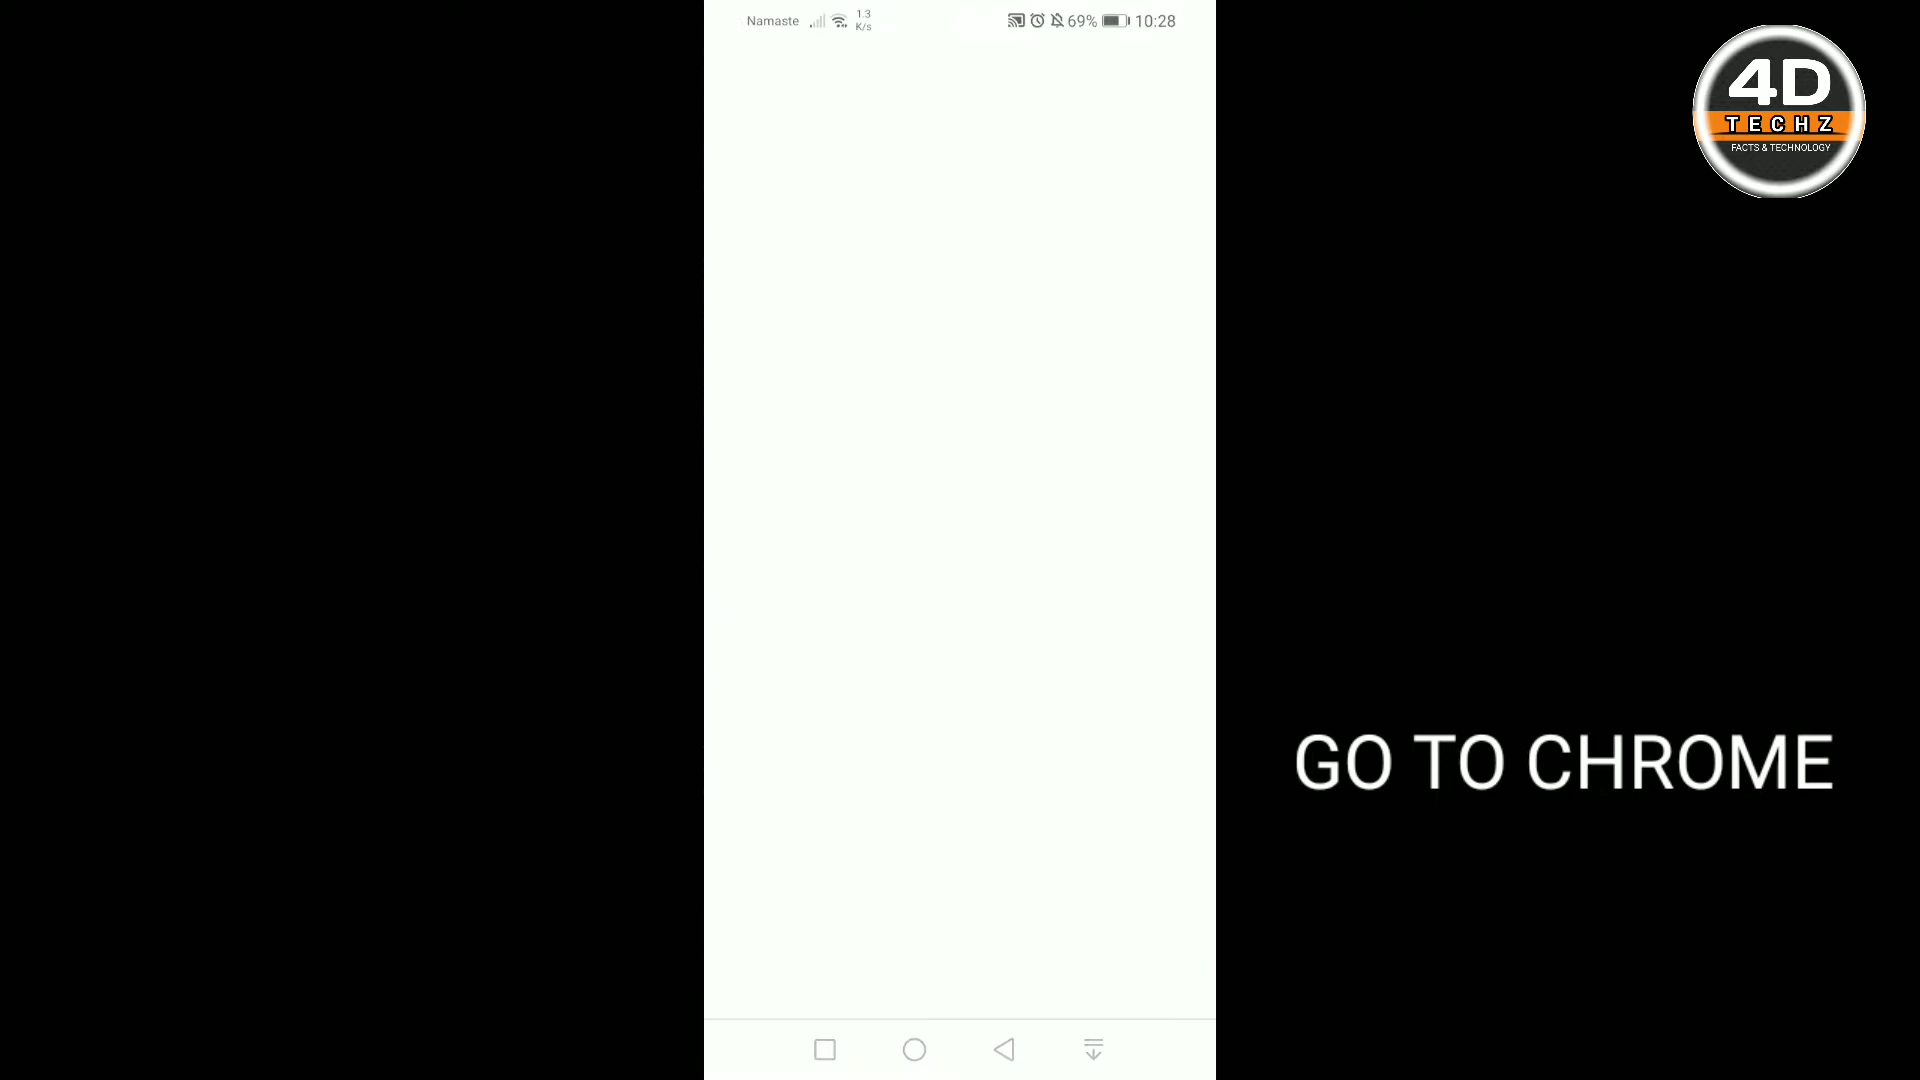 Namaste 1.3 K/s 69% 10:28
4D
TECHZ
FACTS & TECHNOLOGY
GO TO CHROME